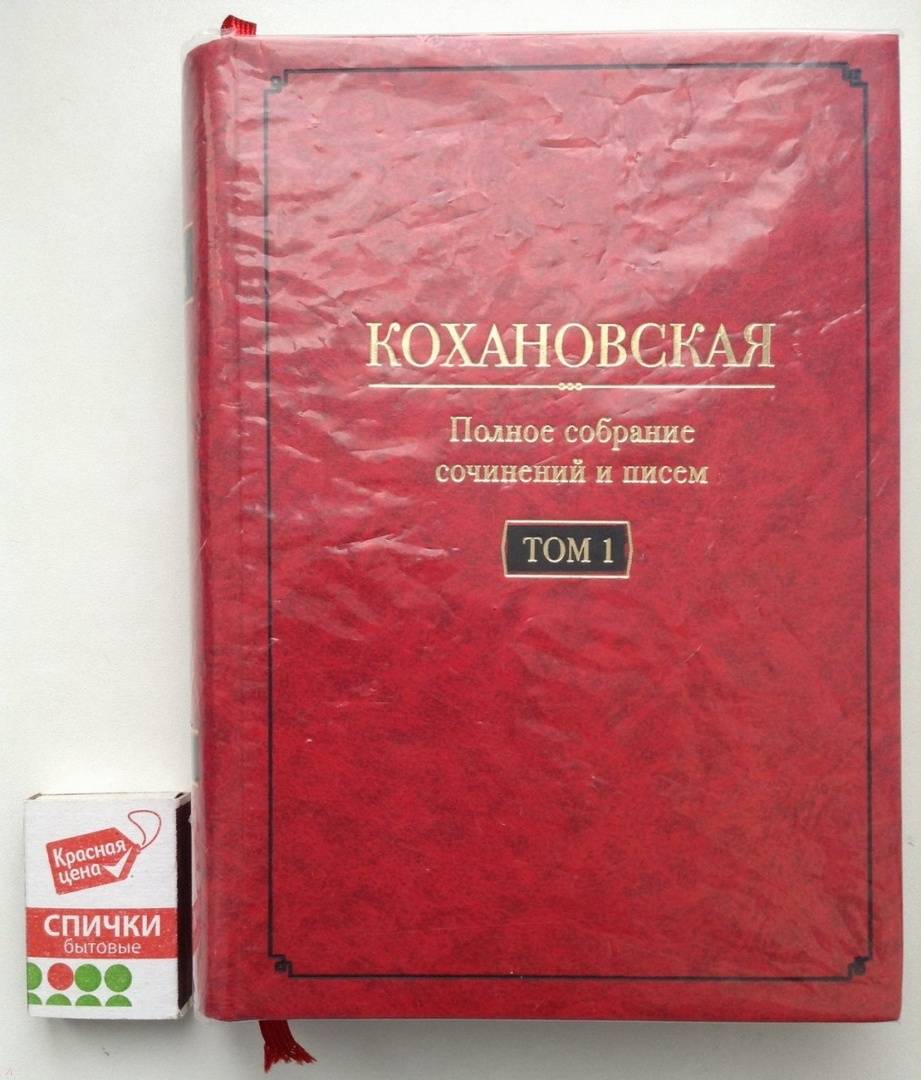 КОХАНОВСКАЯ
Полное собрание
сочинений и писем
ТОМ 1
Красная
цена
СПИЧКИ
бытовые